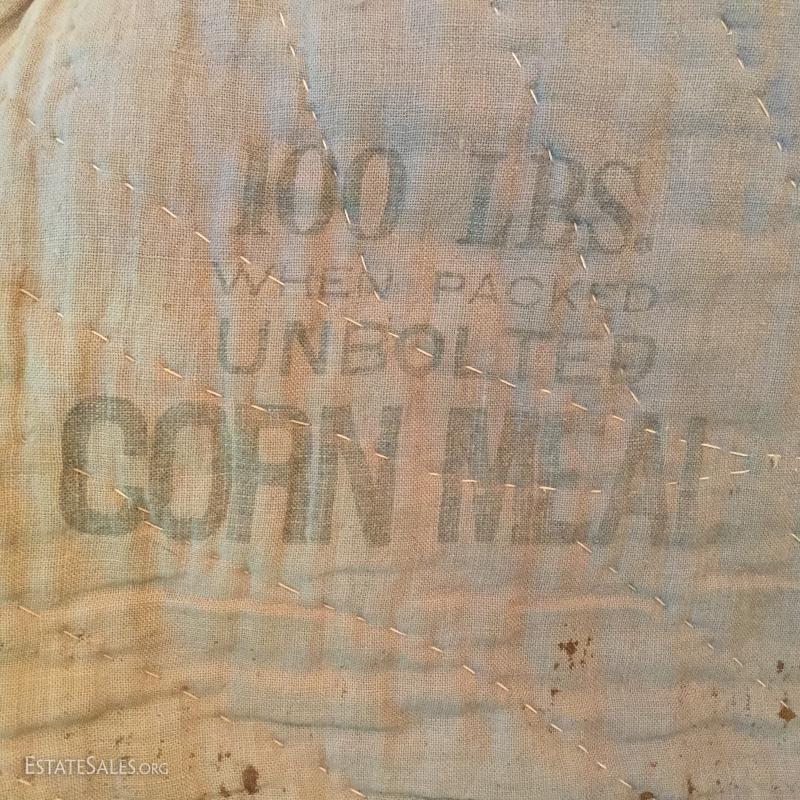 100 LBS.
WHEN PACKED
UNBOLTED
CORN MEAL
ESTATESALES.ORG